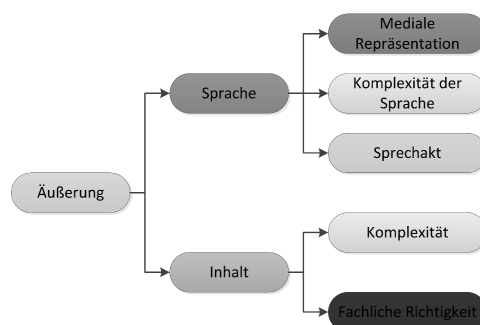 Mediale
Repräsentation
Sprache
Komplexität der
Sprache
Sprechakt
Äußerung
Komplexität
Inhalt
Fachliche Richtigkeit